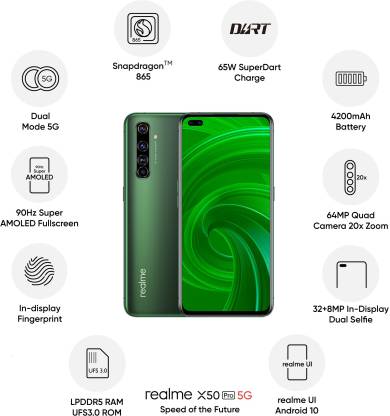 865
Snapdragon™
865
DART
65W SuperDart
Charge
5G
Dual
Mode 5G
4200mAh
Battery
90Hz
Super
AMOLED
90Hz Super
AMOLED Fullscreen
20x
64MP Quad
Camera 20x Zoom
realme
In-display
Fingerprint
32+8MP In-Display
Dual Selfie
UFS 3.0
LPDDR5 RAM
UFS3.0 ROM
realme X50 Pro 5G
Speed of the Future
realme UI
realme UI
Android 10